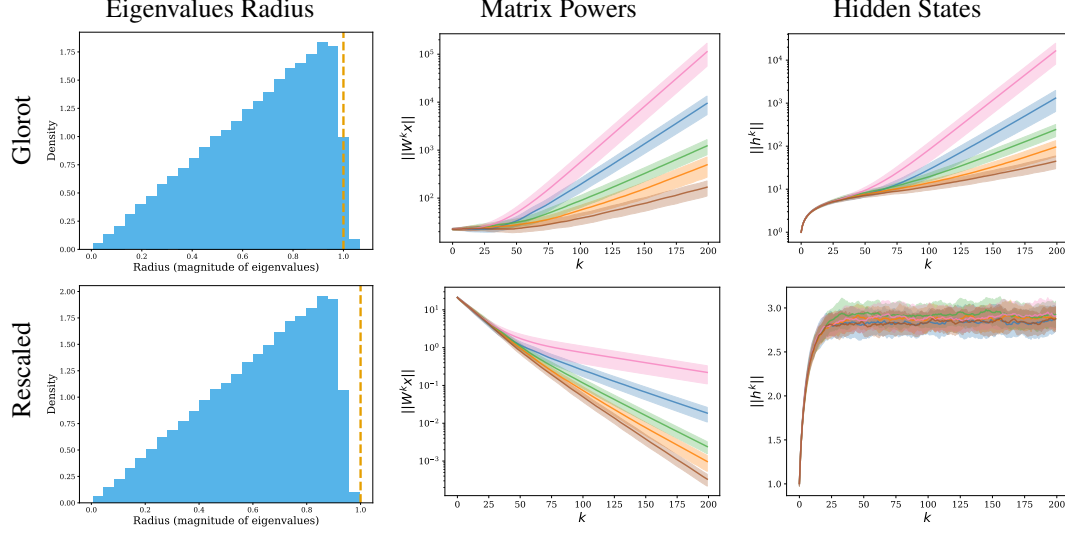 Eigenvalues Radius
Matrix Powers
Hidden States
Glorot
Density
1.75
1.50
1.25
1.00
0.75
0.50
0.25
0.00
0.0 0.2 0.4 0.6 0.8 1.0
Radius (magnitude of eigenvalues)
||W^k x||
10^5
10^4
10^3
10^2
0 25 50 75 100 125 150 175 200
k
||h^k||
10^4
10^3
10^2
10^1
10^0
0 25 50 75 100 125 150 175 200
k
Rescaled
Density
2.00
1.75
1.50
1.25
1.00
0.75
0.50
0.25
0.00
0.0 0.2 0.4 0.6 0.8 1.0
Radius (magnitude of eigenvalues)
||W^k x||
10^1
10^0
10^-1
10^-2
10^-3
0 25 50 75 100 125 150 175 200
k
||h^k||
3.0
2.5
2.0
1.5
1.0
0 25 50 75 100 125 150 175 200
k